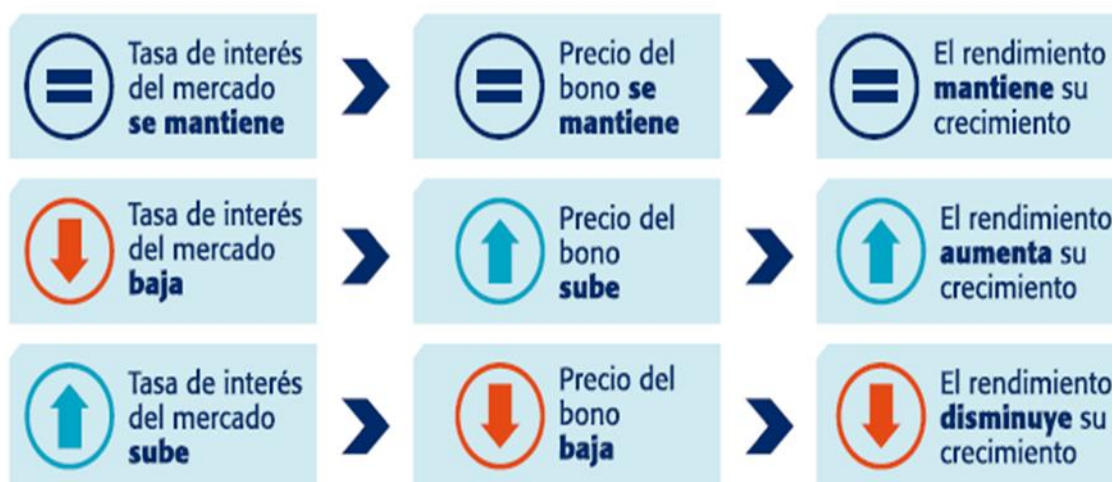 Tasa de interés
del mercado
se mantiene
Precio del
bono se
mantiene
El rendimiento
mantiene su
crecimiento
Tasa de interés
del mercado
baja
Precio del
bono
sube
El rendimiento
aumenta su
crecimiento
Tasa de interés
del mercado
sube
Precio del
bono
baja
El rendimiento
disminuye su
crecimiento